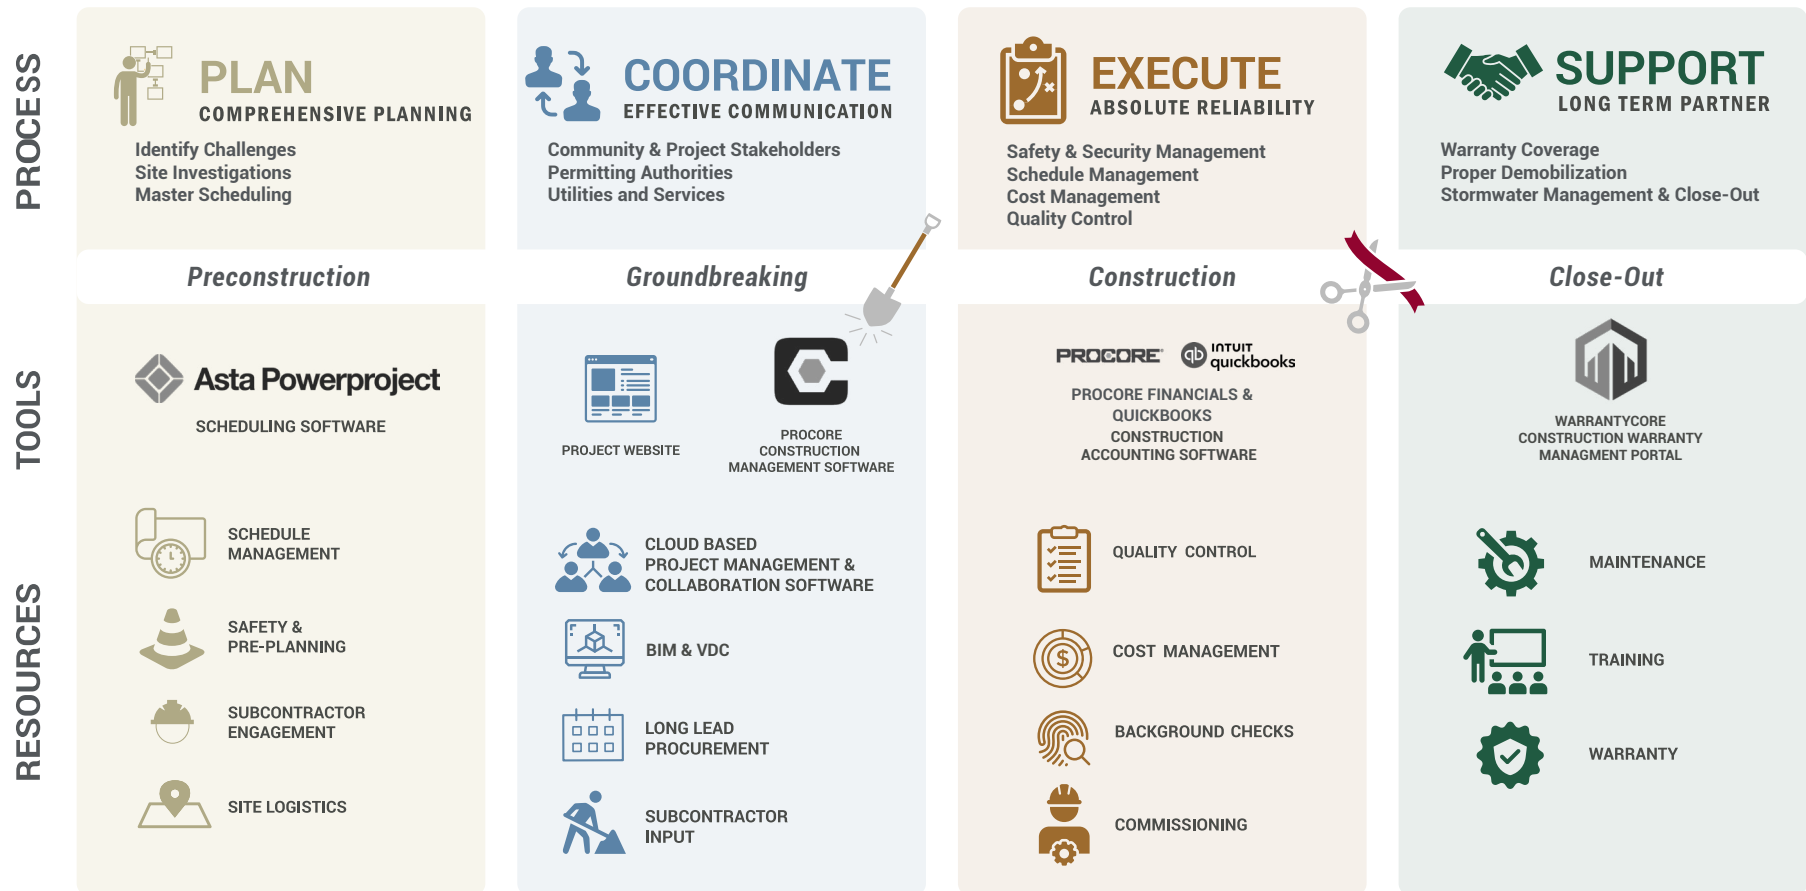 PROCESS
PLAN
COMPREHENSIVE PLANNING
Identify Challenges
Site Investigations
Master Scheduling
COORDINATE
EFFECTIVE COMMUNICATION
Community & Project Stakeholders
Permitting Authorities
Utilities and Services
EXECUTE
ABSOLUTE RELIABILITY
Safety & Security Management
Schedule Management
Cost Management
Quality Control
SUPPORT
LONG TERM PARTNER
Warranty Coverage
Proper Demobilization
Stormwater Management & Close-Out
Preconstruction
Groundbreaking
Construction
Close-Out
TOOLS
Asta Powerproject
SCHEDULING SOFTWARE
PROJECT WEBSITE
PROCORE
CONSTRUCTION
MANAGEMENT SOFTWARE
PROCORE
qb
INTUIT
quickbooks
PROCORE FINANCIALS &
QUICKBOOKS
CONSTRUCTION
ACCOUNTING SOFTWARE
WARRANTYCORE
CONSTRUCTION WARRANTY
MANAGMENT PORTAL
RESOURCES
SCHEDULE
MANAGEMENT
SAFETY &
PRE-PLANNING
SUBCONTRACTOR
ENGAGEMENT
SITE LOGISTICS
CLOUD BASED
PROJECT MANAGEMENT &
COLLABORATION SOFTWARE
BIM & VDC
LONG LEAD
PROCUREMENT
SUBCONTRACTOR
INPUT
QUALITY CONTROL
$
COST MANAGEMENT
BACKGROUND CHECKS
COMMISSIONING
MAINTENANCE
TRAINING
WARRANTY